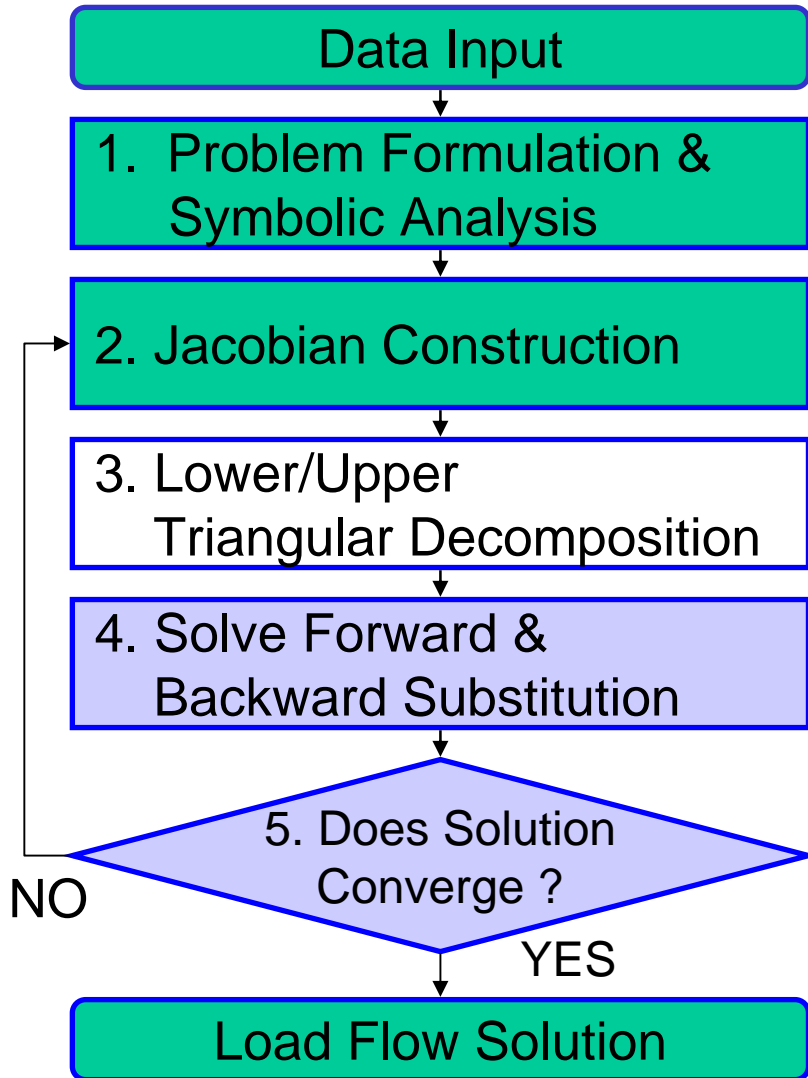 Data Input
1. Problem Formulation &
Symbolic Analysis
2. Jacobian Construction
3. Lower/Upper
Triangular Decomposition
4. Solve Forward &
Backward Substitution
5. Does Solution
Converge ?
NO
YES
Load Flow Solution